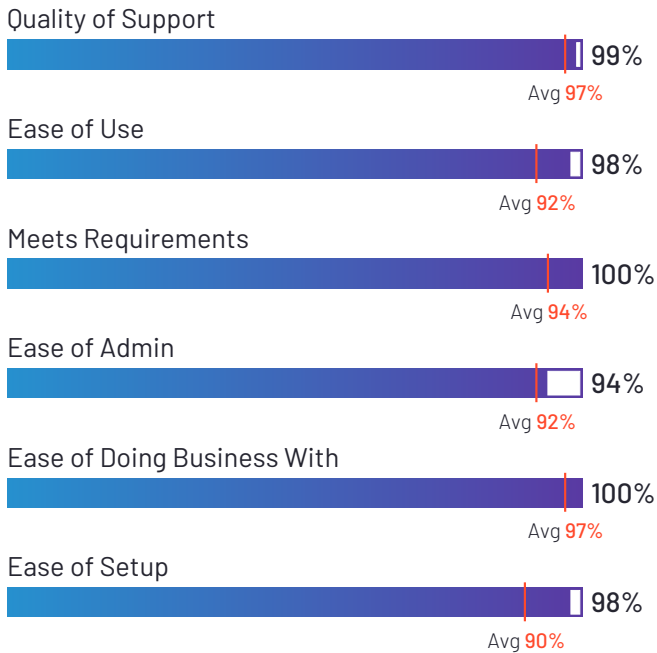 Quality of Support
99%
Avg 97%
Ease of Use
98%
Avg 92%
Meets Requirements
100%
Avg 94%
Ease of Admin
94%
Avg 92%
Ease of Doing Business With
100%
Avg 97%
Ease of Setup
98%
Avg 90%